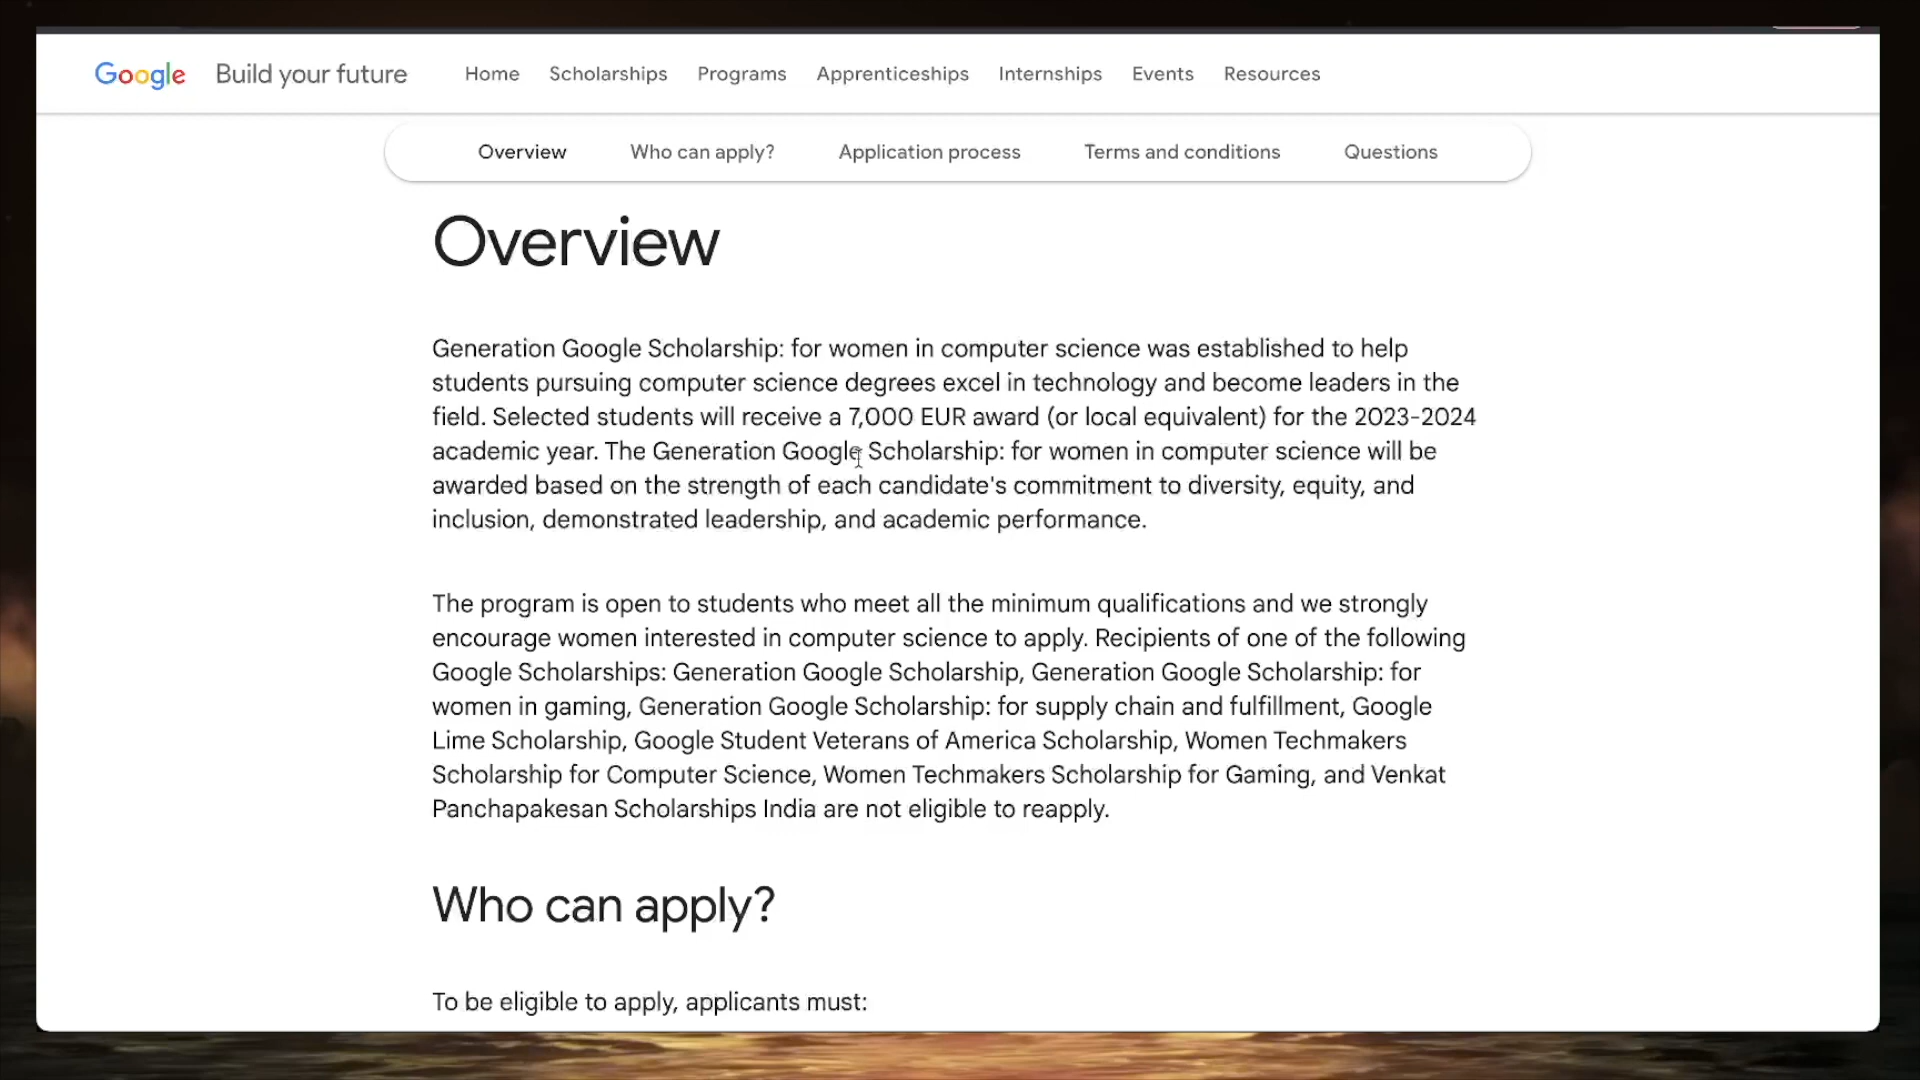 Google Build your future Home Scholarships Programs Apprenticeships Internships Events Resources
Overview Who can apply? Application process Terms and conditions Questions
Overview
Generation Google Scholarship: for women in computer science was established to help
students pursuing computer science degrees excel in technology and become leaders in the
field. Selected students will receive a 7,000 EUR award (or local equivalent) for the 2023-2024
academic year. The Generation Google Scholarship: for women in computer science will be
awarded based on the strength of each candidate's commitment to diversity, equity, and
inclusion, demonstrated leadership, and academic performance.
The program is open to students who meet all the minimum qualifications and we strongly
encourage women interested in computer science to apply. Recipients of one of the following
Google Scholarships: Generation Google Scholarship, Generation Google Scholarship: for
women in gaming, Generation Google Scholarship: for supply chain and fulfillment, Google
Lime Scholarship, Google Student Veterans of America Scholarship, Women Techmakers
Scholarship for Computer Science, Women Techmakers Scholarship for Gaming, and Venkat
Panchapakesan Scholarships India are not eligible to reapply.
Who can apply?
To be eligible to apply, applicants must: